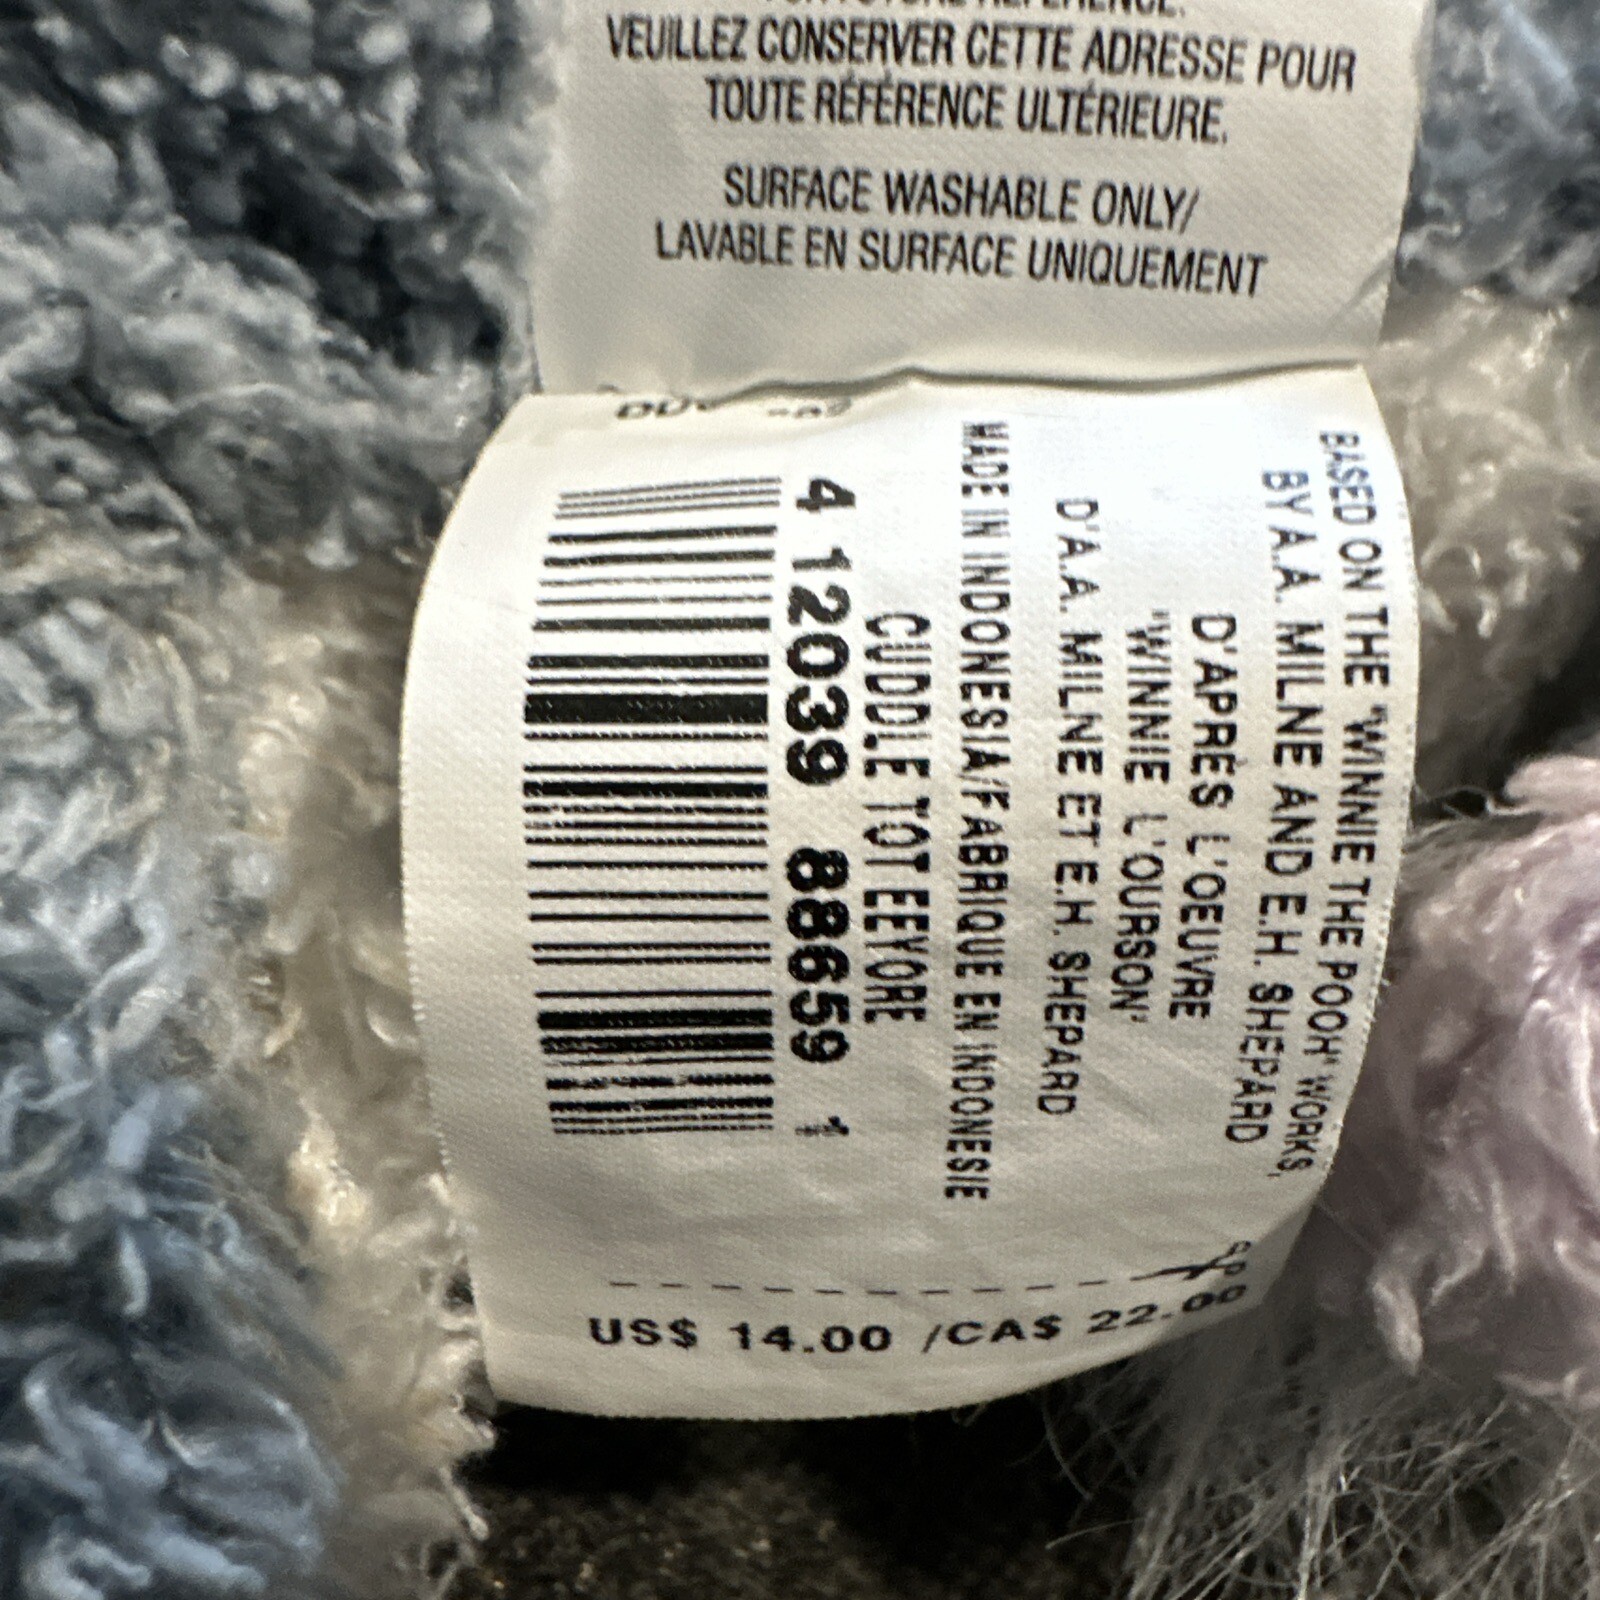 VEUILLEZ CONSERVER CETTE ADRESSE POUR
TOUTE RÉFÉRENCE ULTÉRIEURE.
SURFACE WASHABLE ONLY/
LAVABLE EN SURFACE UNIQUEMENT
BASED ON THE "WINNIE THE POOH" WORKS,
BY A.A. MILNE AND E.H. SHEPARD
D'APRÈS L'OEUVRE
"WINNIE L'OURSON"
D'A.A. MILNE ET E.H. SHEPARD
MADE IN INDONESIA/FABRIQUE EN INDONESIE
CUDDLE TOT EEYORE
4 12039 88659 1
US$ 14.00 /CA$ 22.00